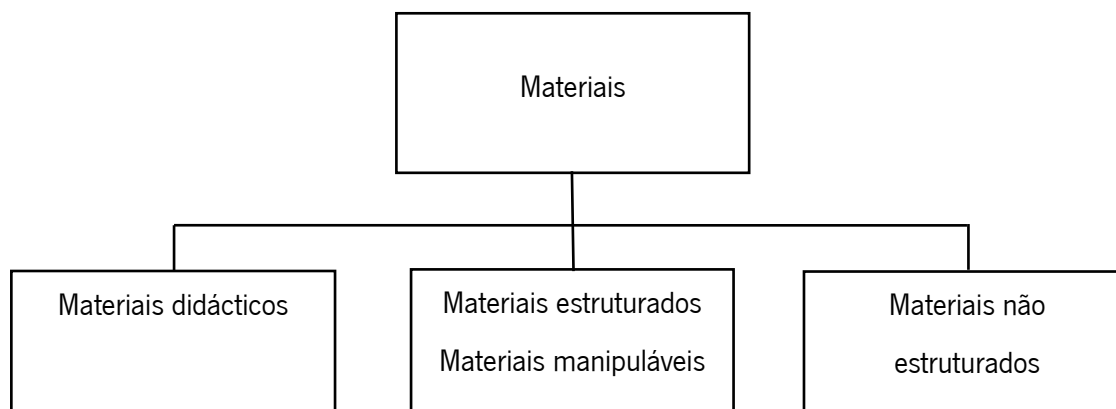 Materiais
Materiais didácticos
Materiais estruturados
Materiais manipuláveis
Materiais não
estruturados